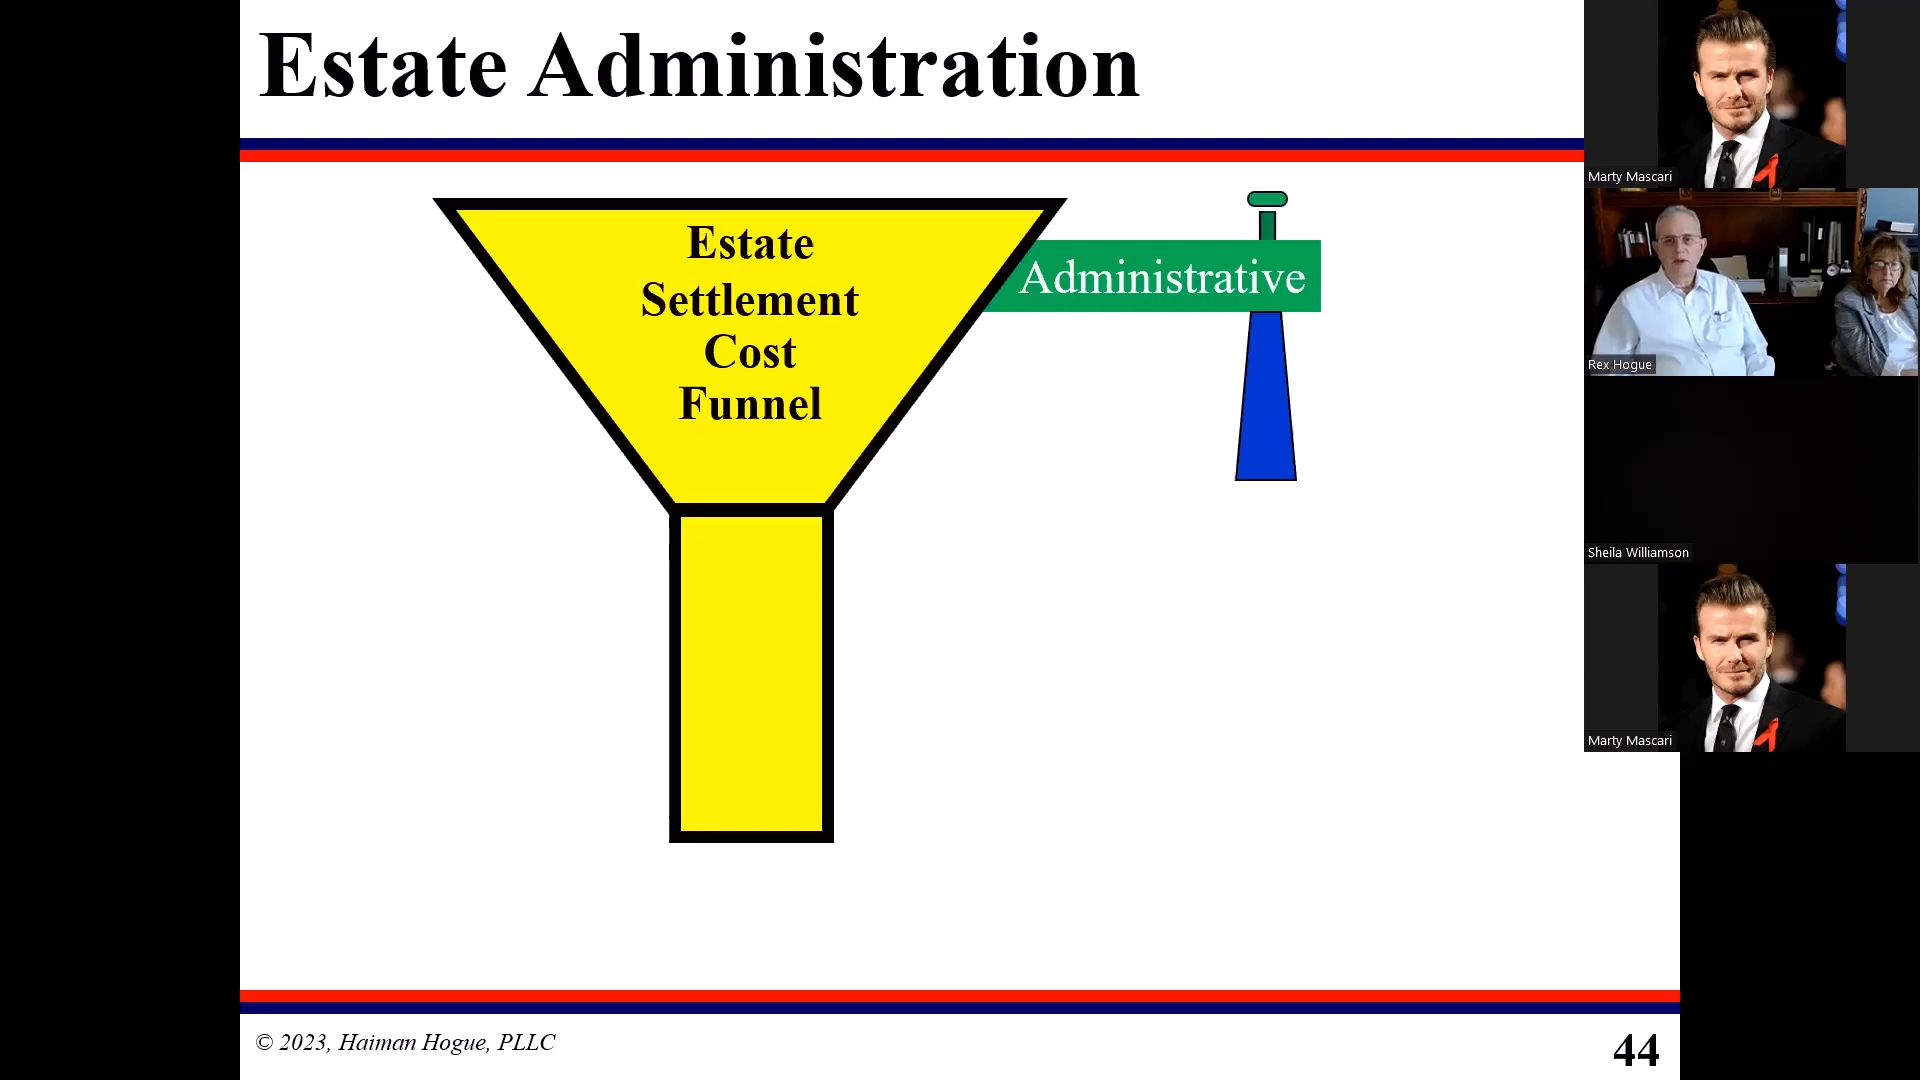 Estate Administration
Estate
Settlement
Cost
Funnel
Administrative
Marty Mascari
Rex Hogue
Sheila Williamson
Marty Mascari
© 2023, Haiman Hogue, PLLC
44